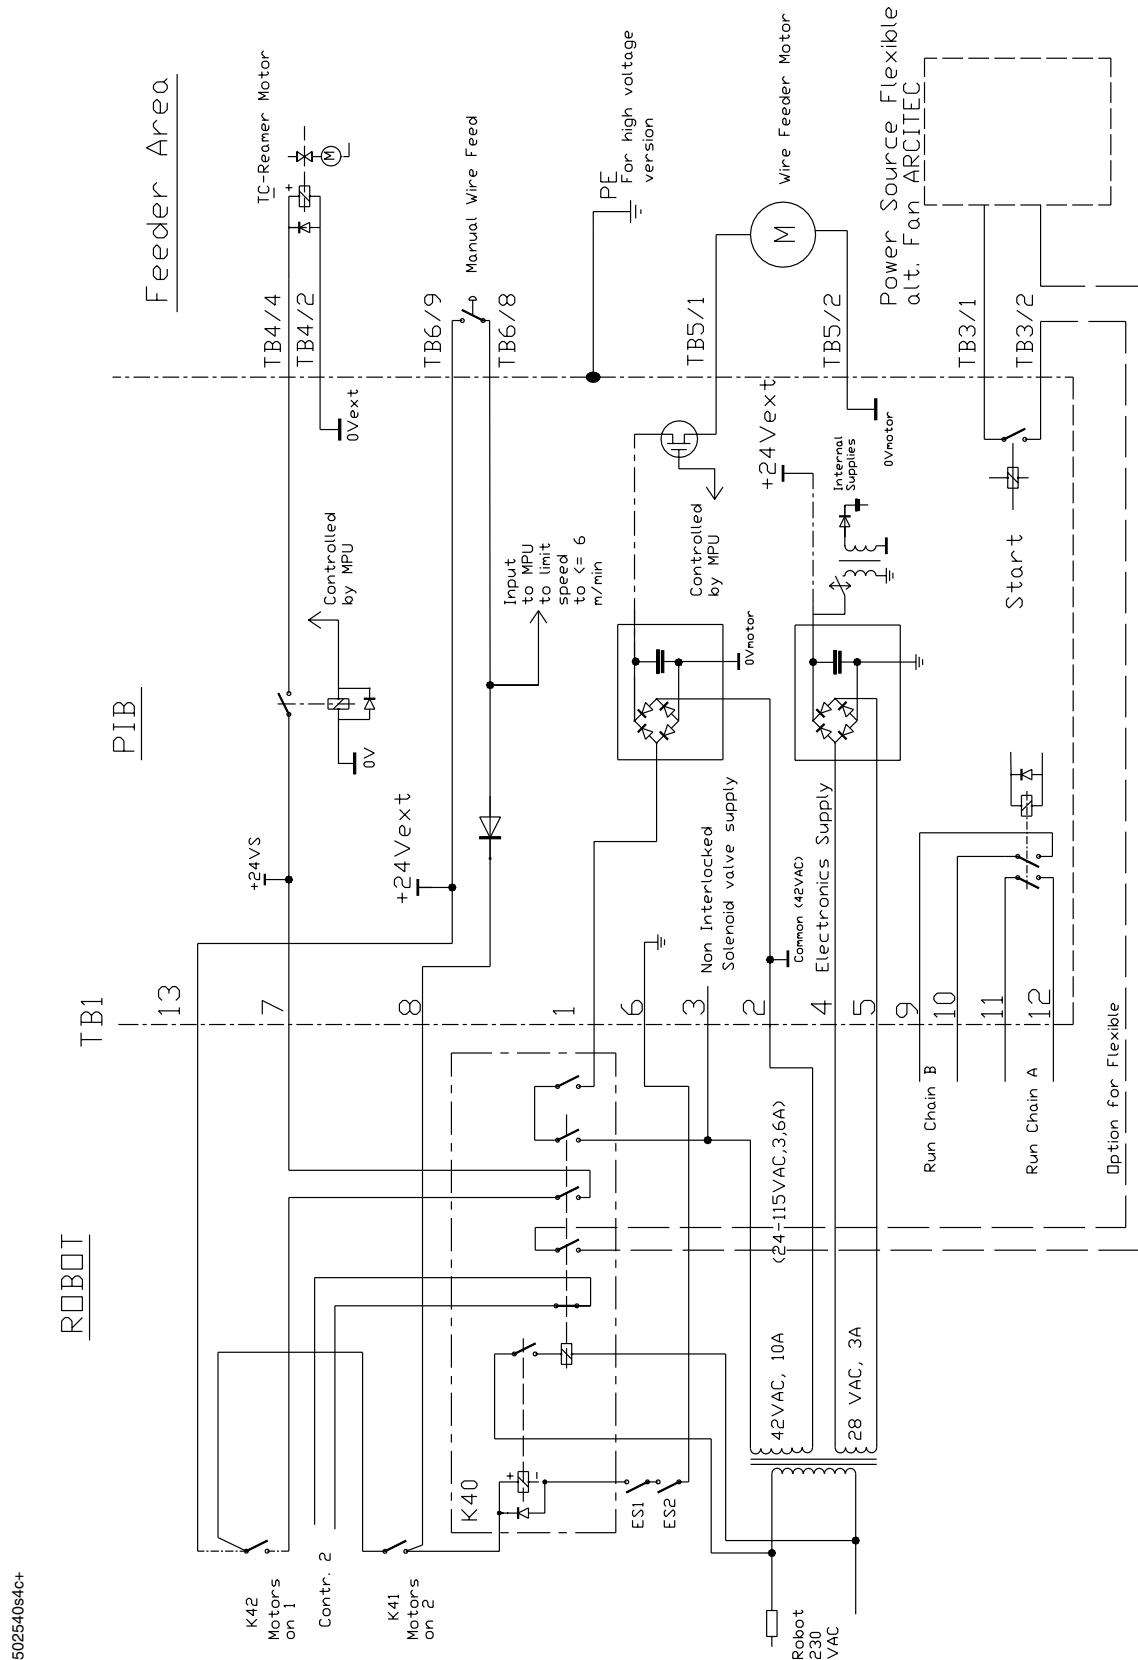 502540s4c+
ROBOT
PIB
Feeder Area
TB1
13
7
8
1
6
3
2
4
5
9
10
11
12
TC-Reamer Motor
+
M
TB4/4
TB4/2
0Vext
Controlled
by MPU
0V
+24VS
Manual Wire Feed
TB6/9
TB6/8
+24Vext
Input
to MPU
to limit
speed
to <= 6
m/min
PE
For high voltage
version
TB5/1
TB5/2
M
Wire Feeder Motor
Controlled
by MPU
0Vmotor
0Vmotor
+24Vext
Internal
Supplies
Power Source Flexible
alt. Fan ARCITEC
TB3/1
TB3/2
Start
Non Interlocked
Solenoid valve supply
Common (42VAC)
Electronics Supply
Run Chain B
Run Chain A
Option for Flexible
(24-115VAC,3,6A)
42VAC, 10A
28 VAC, 3A
K40
+
-
ES1
ES2
K42
Motors
on 1
Contr. 2
K41
Motors
on 2
Robot
230
VAC